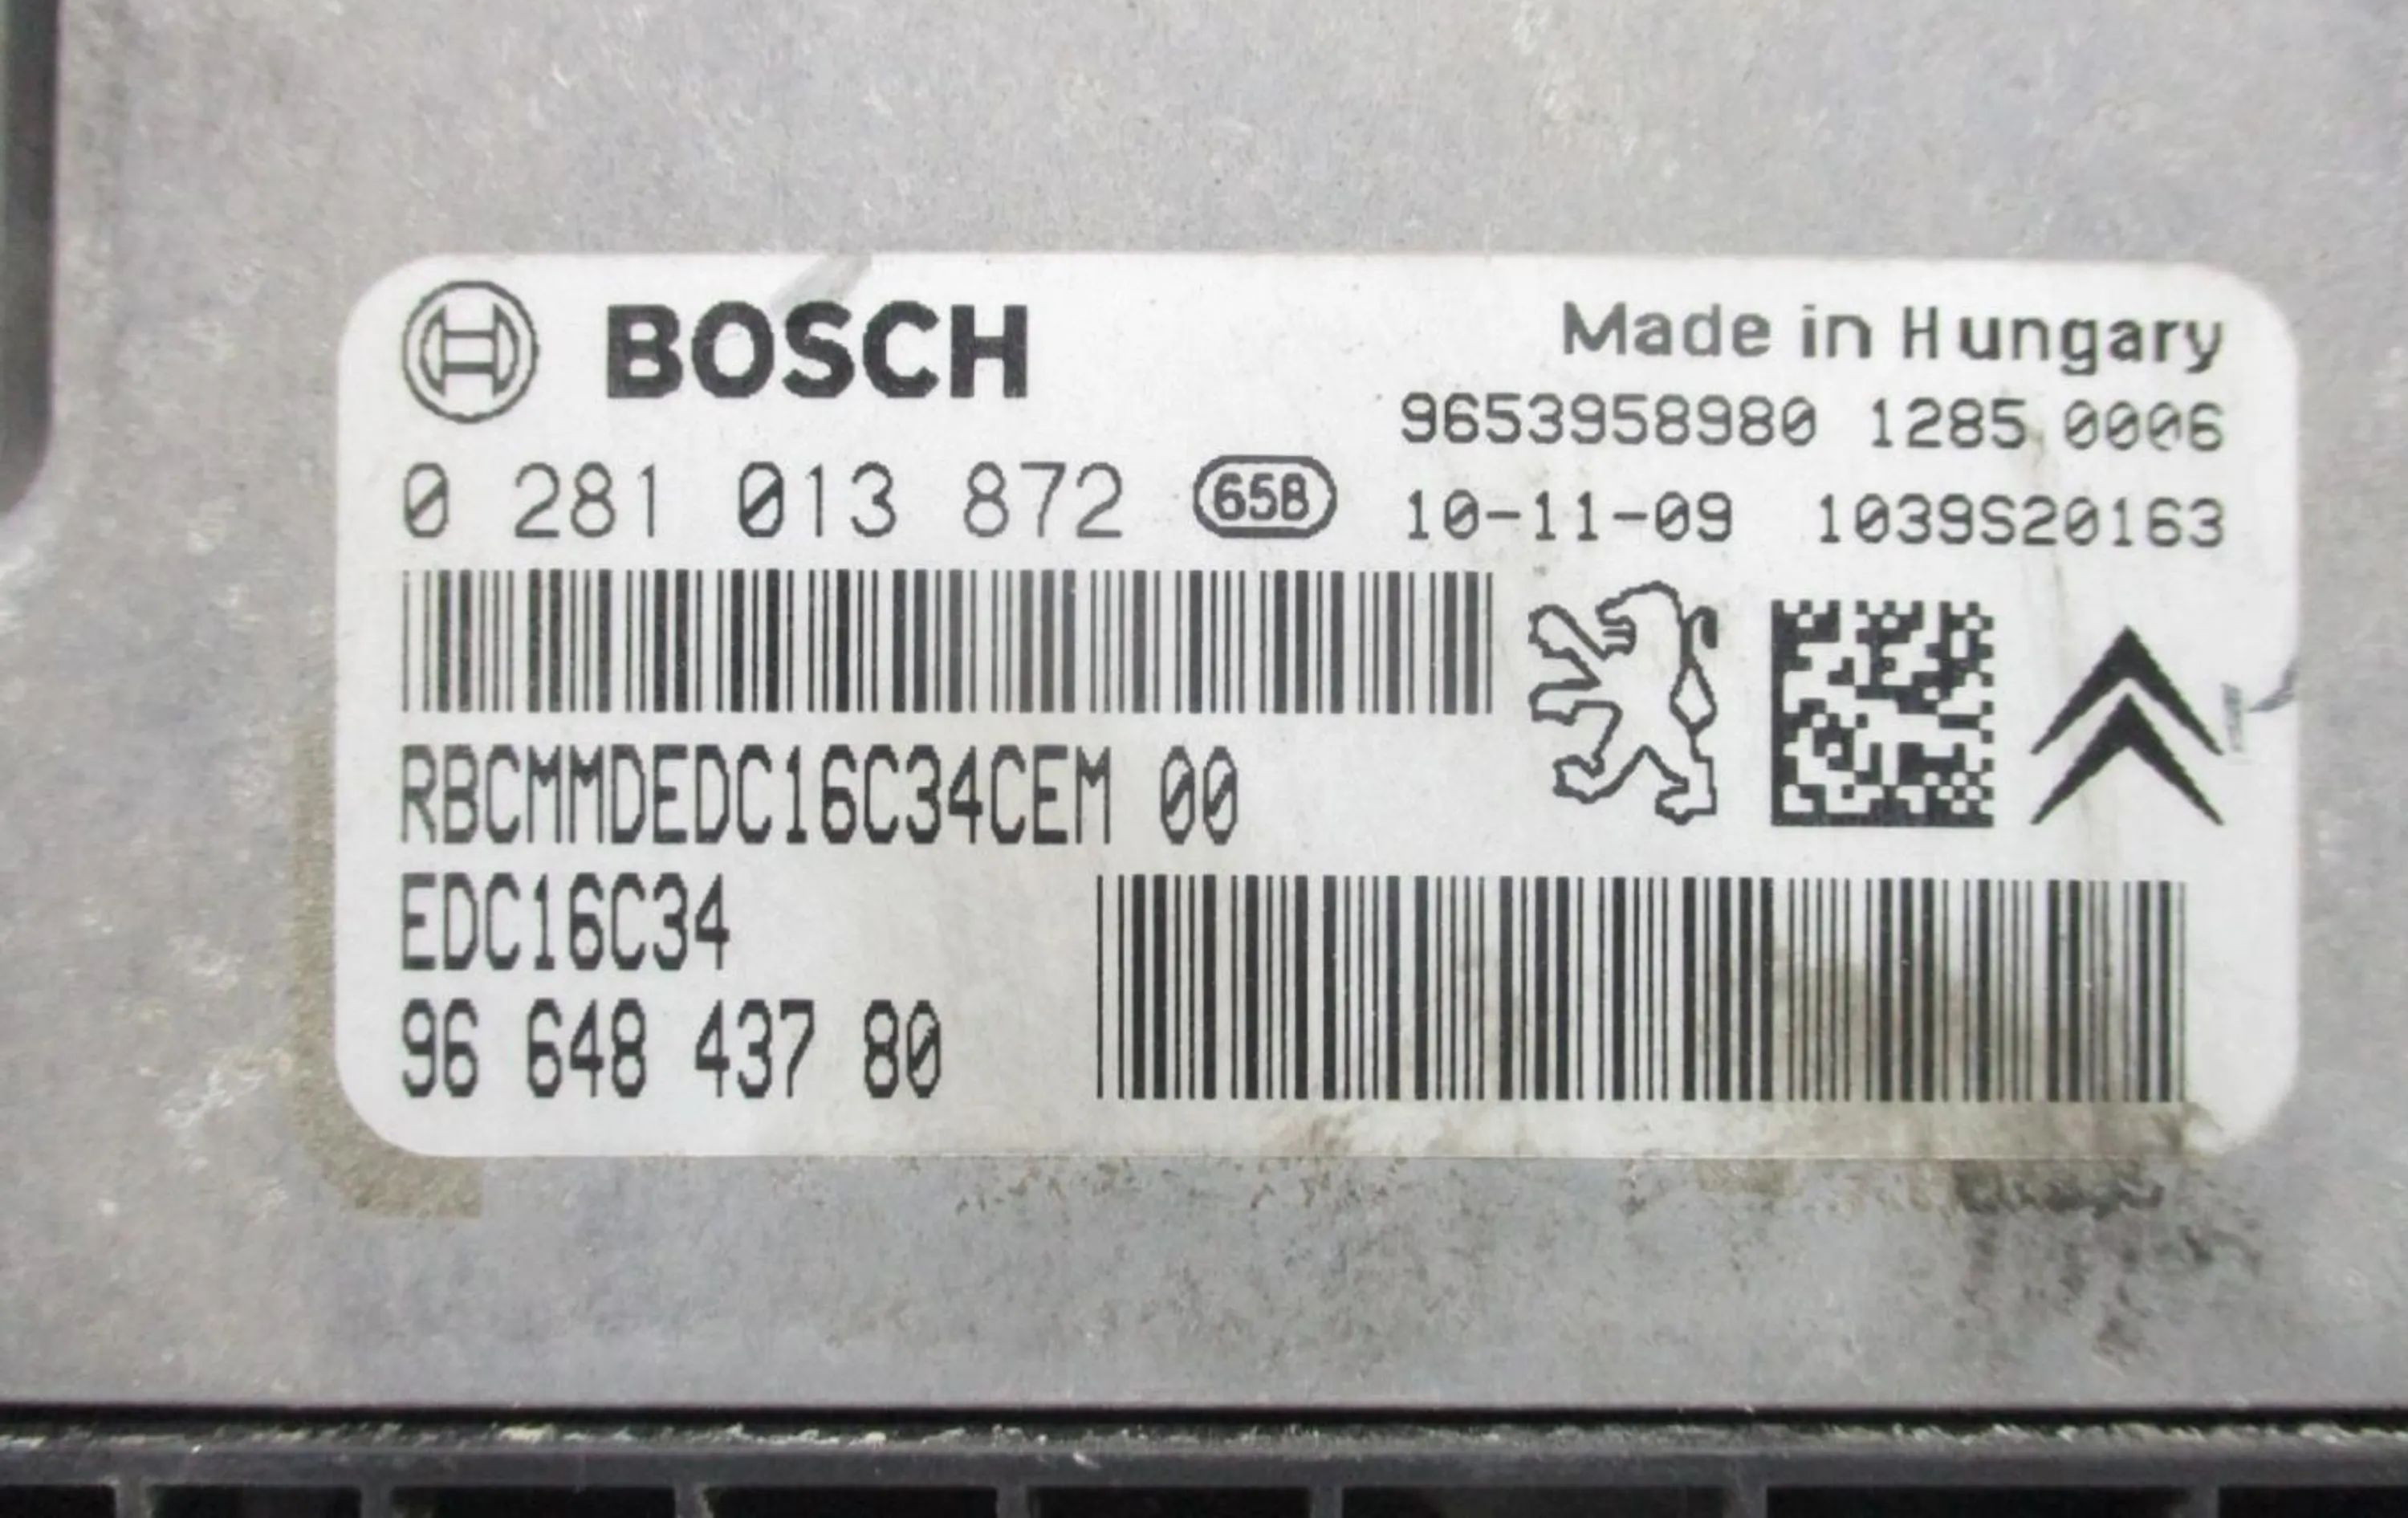 BOSCH
Made in Hungary
9653958980 1285 0006
0 281 013 872 658
10-11-09 1039S20163
RBCMMDEDC16C34CEM 00
EDC16C34
96 648 437 80